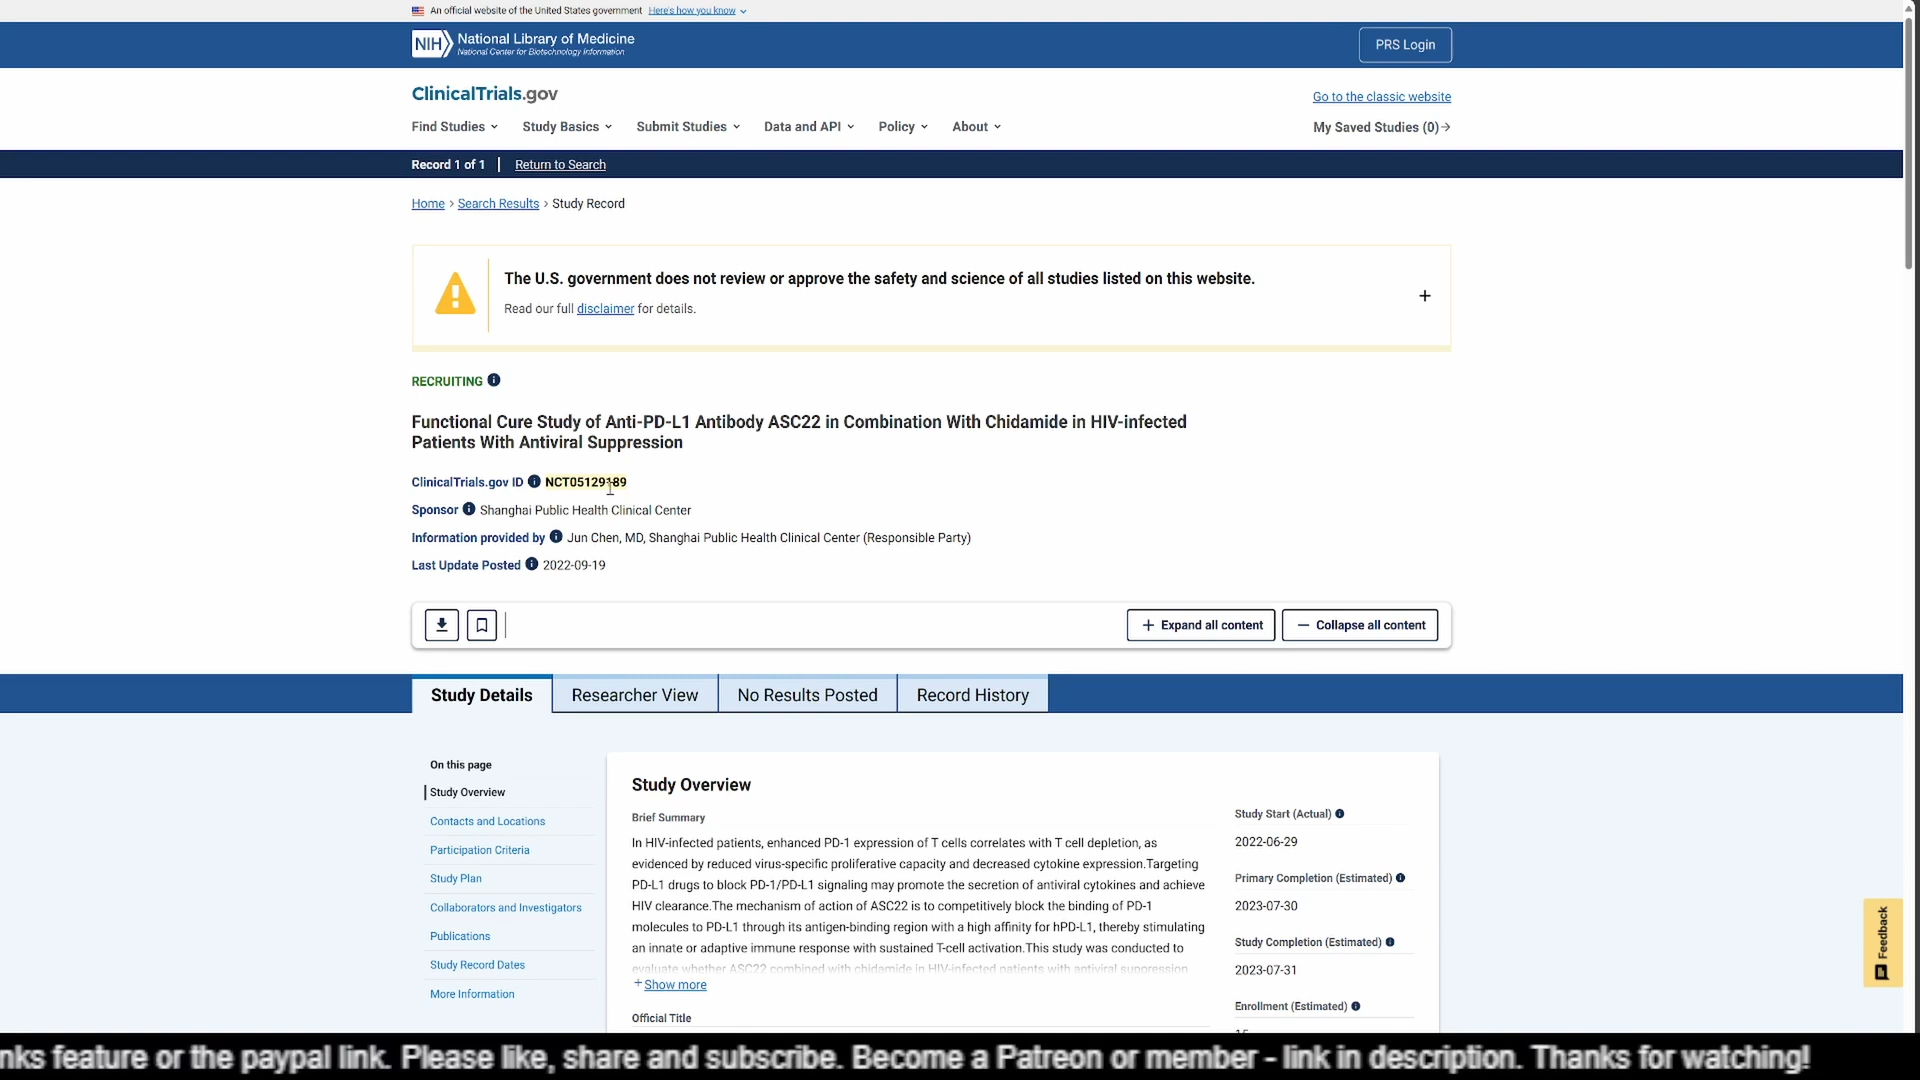 An official website of the United States government Here's how you know
NIH National Library of Medicine
National Center for Biotechnology Information
PRS Login
ClinicalTrials.gov
Go to the classic website
Find Studies Study Basics Submit Studies Data and API Policy About
My Saved Studies (0)
Record 1 of 1 | Return to Search
Home > Search Results > Study Record
The U.S. government does not review or approve the safety and science of all studies listed on this website.
Read our full disclaimer for details.
RECRUITING
Functional Cure Study of Anti-PD-L1 Antibody ASC22 in Combination With Chidamide in HIV-infected
Patients With Antiviral Suppression
ClinicalTrials.gov ID NCT05129189
Sponsor Shanghai Public Health Clinical Center
Information provided by Jun Chen, MD, Shanghai Public Health Clinical Center (Responsible Party)
Last Update Posted 2022-09-19
Expand all content
Collapse all content
Study Details
Researcher View
No Results Posted
Record History
On this page
Study Overview
Contacts and Locations
Participation Criteria
Study Plan
Collaborators and Investigators
Publications
Study Record Dates
More Information
Study Overview
Brief Summary
In HIV-infected patients, enhanced PD-1 expression of T cells correlates with T cell depletion, as
evidenced by reduced virus-specific proliferative capacity and decreased cytokine expression.Targeting
PD-L1 drugs to block PD-1/PD-L1 signaling may promote the secretion of antiviral cytokines and achieve
HIV clearance.The mechanism of action of ASC22 is to competitively block the binding of PD-1
molecules to PD-L1 through its antigen-binding region with a high affinity for hPD-L1, thereby stimulating
an innate or adaptive immune response with sustained T-cell activation.This study was conducted to
evaluate whether ASC22 combined with chidamide in HIV-infected patients with antiviral suppression
Show more
Official Title
Study Start (Actual)
2022-06-29
Primary Completion (Estimated)
2023-07-30
Study Completion (Estimated)
2023-07-31
Enrollment (Estimated)
Feedback
nks feature or the paypal link. Please like, share and subscribe. Become a Patreon or member - link in description. Thanks for watching!